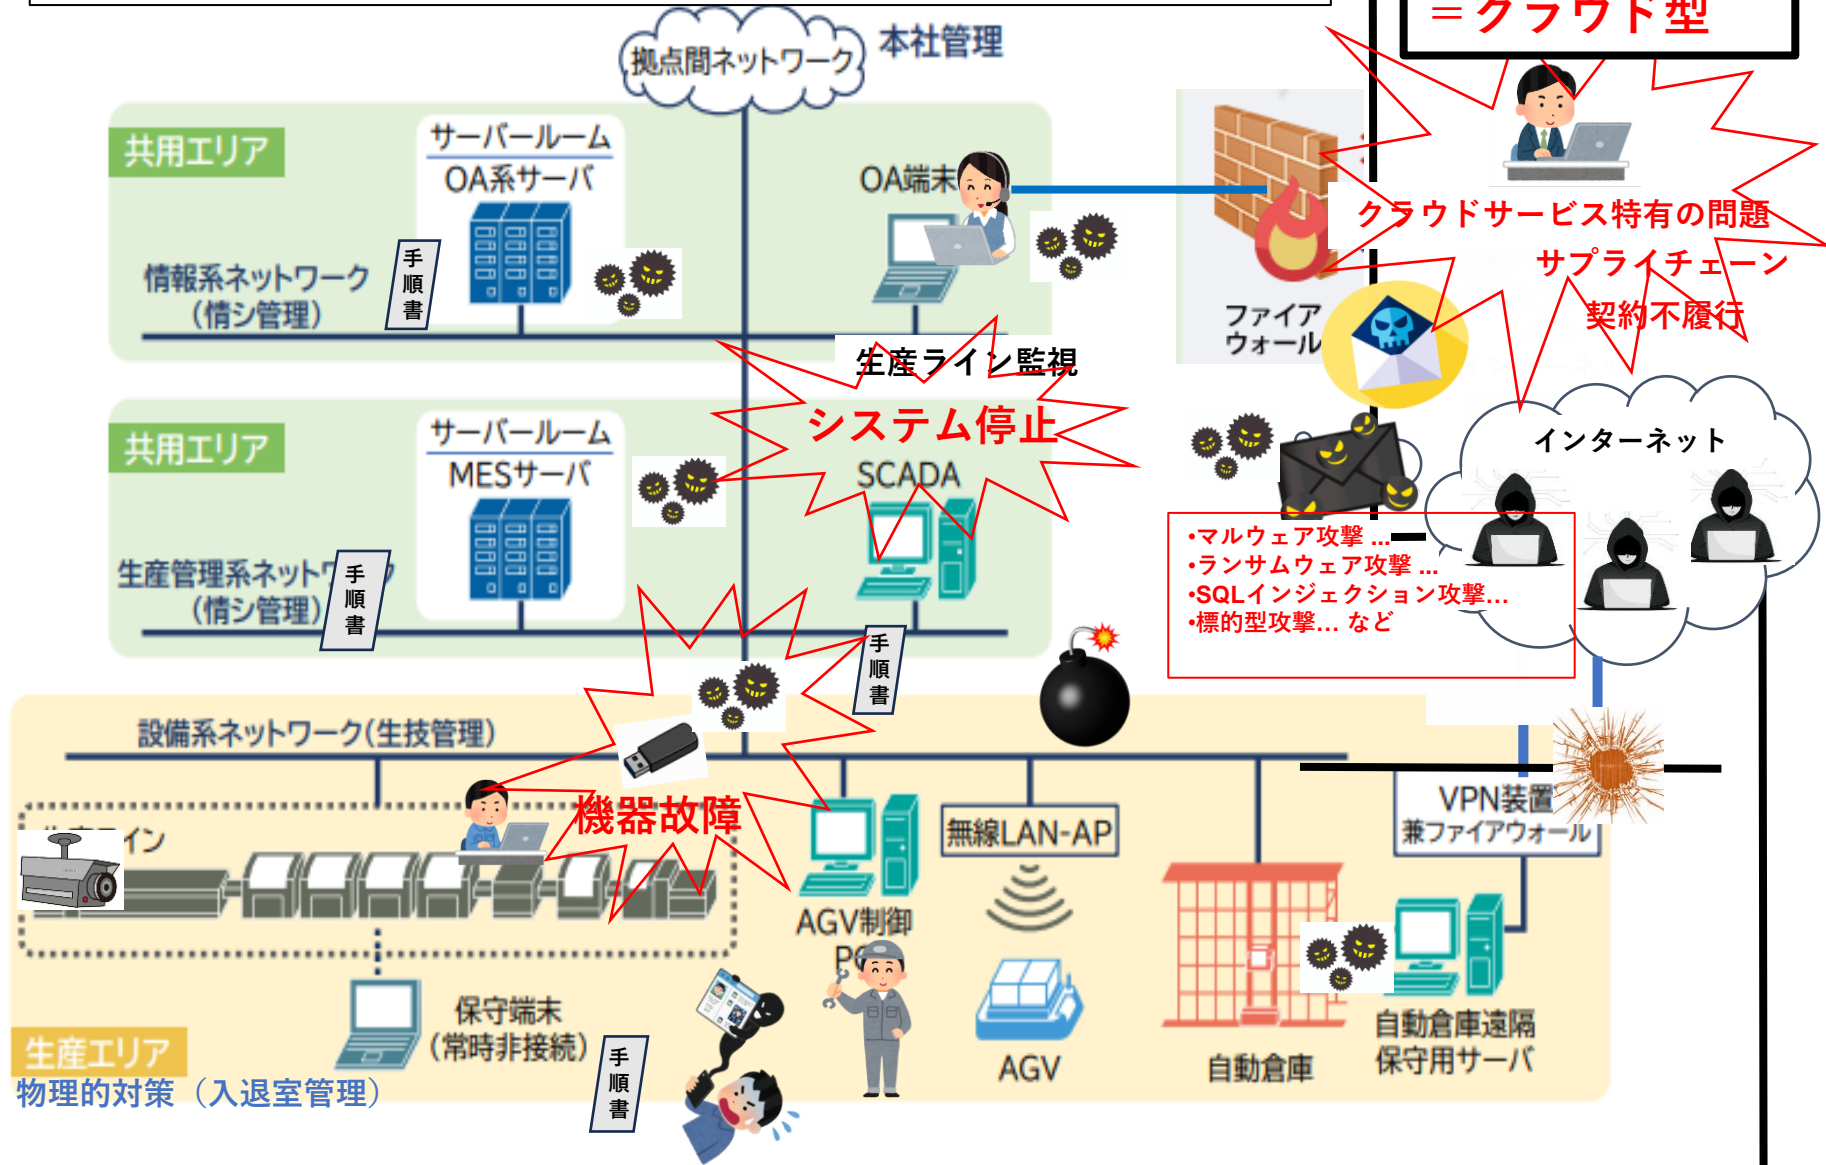 ＝クラウド型
拠点間ネットワーク
本社管理
共用エリア
サーバールーム
OA系サーバ
OA端末
手順書
情報系ネットワーク
(情シ管理)
ファイア
ウォール
クラウドサービス特有の問題
サプライチェーン
契約不履行
生産ライン監視
システム停止
共用エリア
サーバールーム
MESサーバ
SCADA
インターネット
•マルウェア攻撃 ...
•ランサムウェア攻撃 ...
•SQLインジェクション攻撃...
•標的型攻撃... など
生産管理系ネットワーク
(情シ管理)
手順書
手順書
設備系ネットワーク(生技管理)
機器故障
イン
無線LAN-AP
VPN装置
兼ファイアウォール
AGV制御
PC
保守端末
(常時非接続)
手順書
AGV
自動倉庫
自動倉庫遠隔
保守用サーバ
生産エリア
物理的対策（入退室管理）